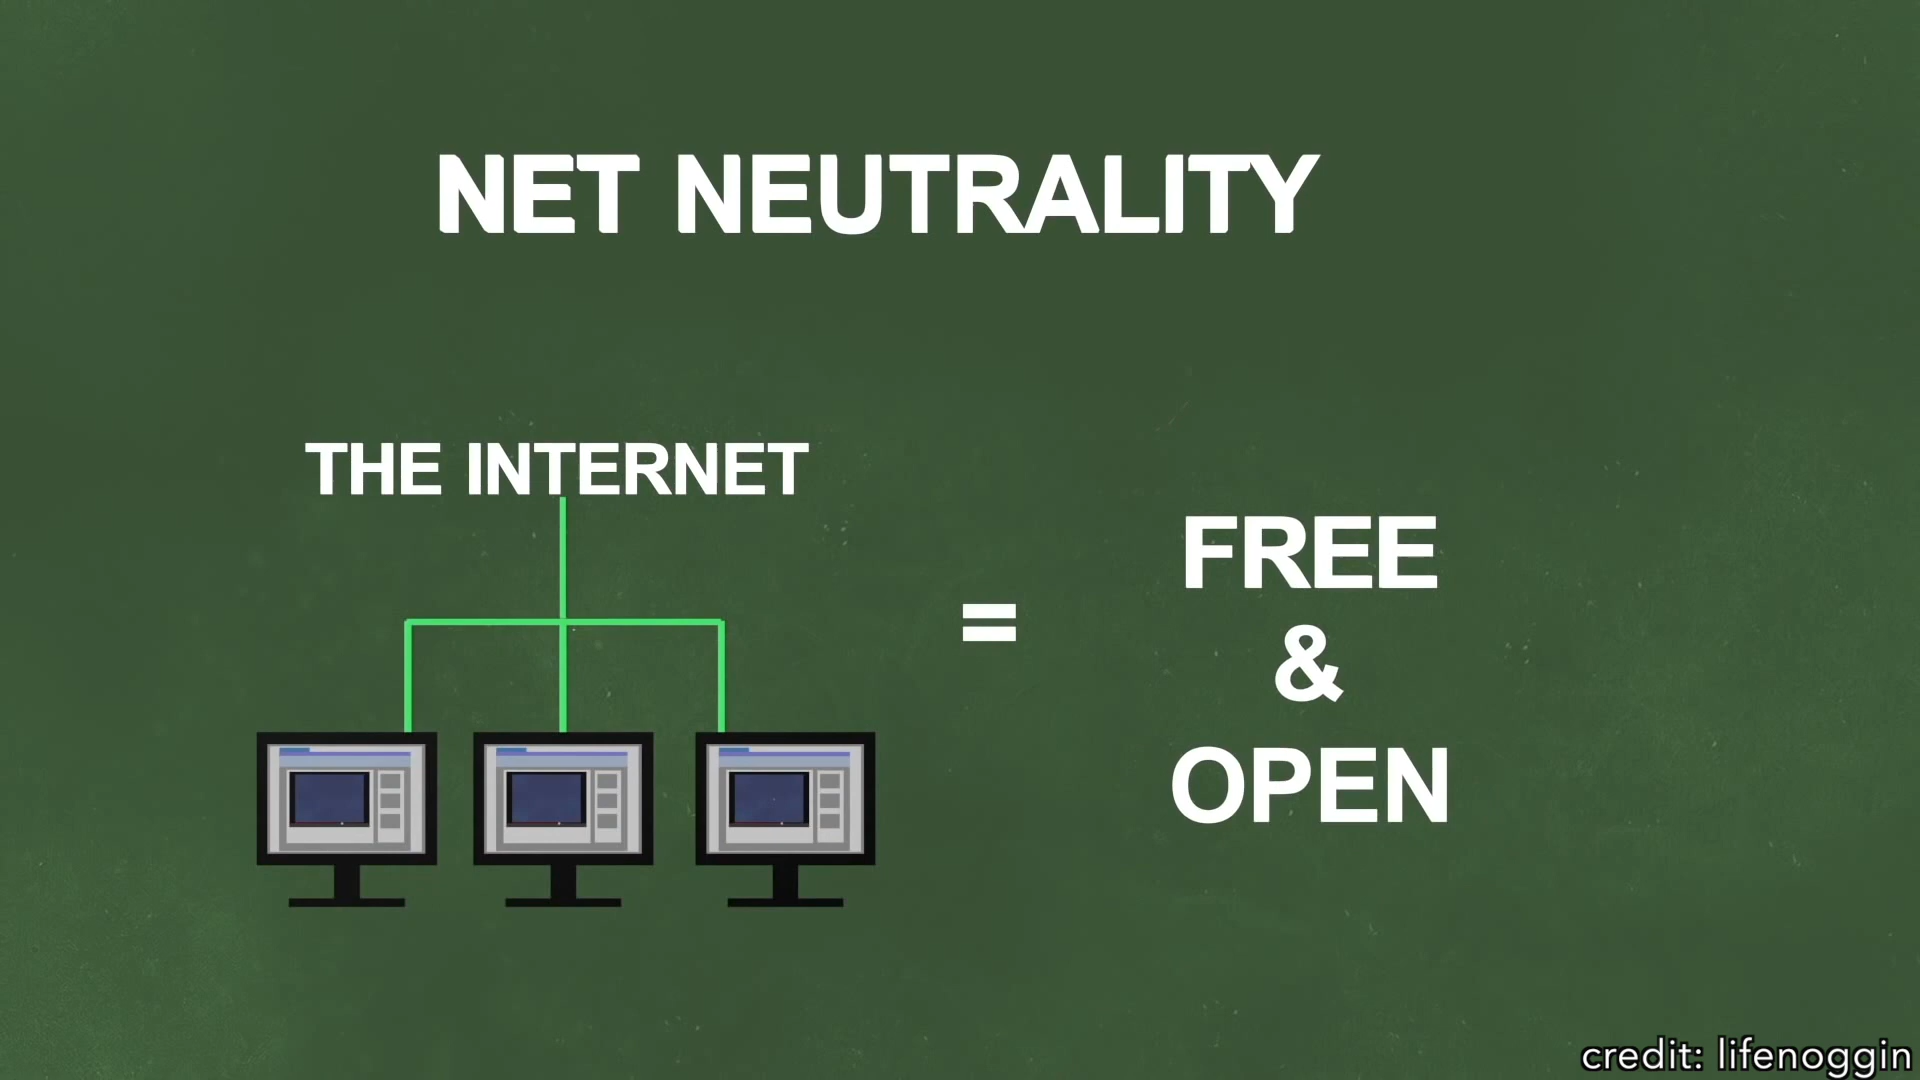 NET NEUTRALITY
THE INTERNET
=
FREE
&
OPEN
credit: lifenoggin